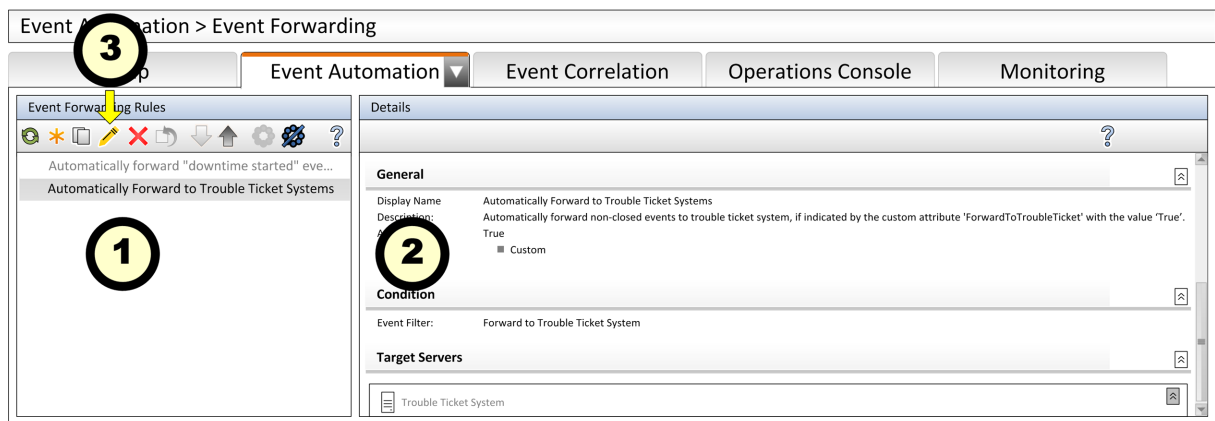 Event Automation > Event Forwarding
3
Event Automation
Event Correlation
Operations Console
Monitoring
Event Forwarding Rules
Details
Automatically forward "downtime started" eve...
Automatically Forward to Trouble Ticket Systems
1
General
Display Name Automatically Forward to Trouble Ticket Systems
Description: Automatically forward non-closed events to trouble ticket system, if indicated by the custom attribute 'ForwardToTroubleTicket' with the value ‘True’.
True
Custom
2
Condition
Event Filter: Forward to Trouble Ticket System
Target Servers
Trouble Ticket System